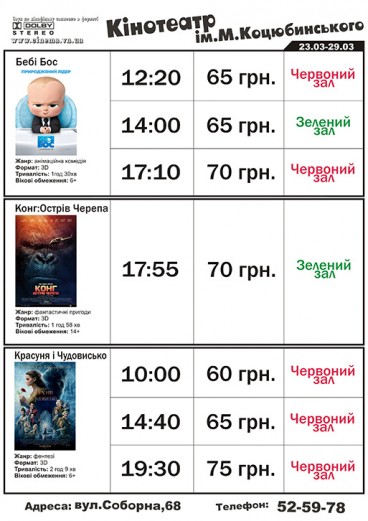 DOLBY
STEREO
www.cinema.vn.ua
Кінотеатр
ім.М.Коцюбинського
23.03-29.03
Бебі Бос
ПРИРОДЖЕНИЙ ЛІДЕР
БОС
Жанр: анімаційна комедія
Формат: 3D
Тривалість: 1год 30хв
Вікові обмеження: 6+
12:20 65 грн. Червоний зал
14:00 65 грн. Зелений зал
17:10 70 грн. Червоний зал
Конг:Острів Черепа
КОНГ
Жанр: фантастичні пригоди
Формат: 3D
Тривалість: 1 год 58 хв
Вікові обмеження: 14+
17:55 70 грн. Зелений зал
Красуня і Чудовисько
Жанр: фентезі
Формат: 3D
Тривалість: 2 год 9 хв
Вікові обмеження: 6+
10:00 60 грн. Червоний зал
14:40 65 грн. Червоний зал
19:30 75 грн. Червоний зал
Адреса: вул.Соборна,68 Телефон: 52-59-78